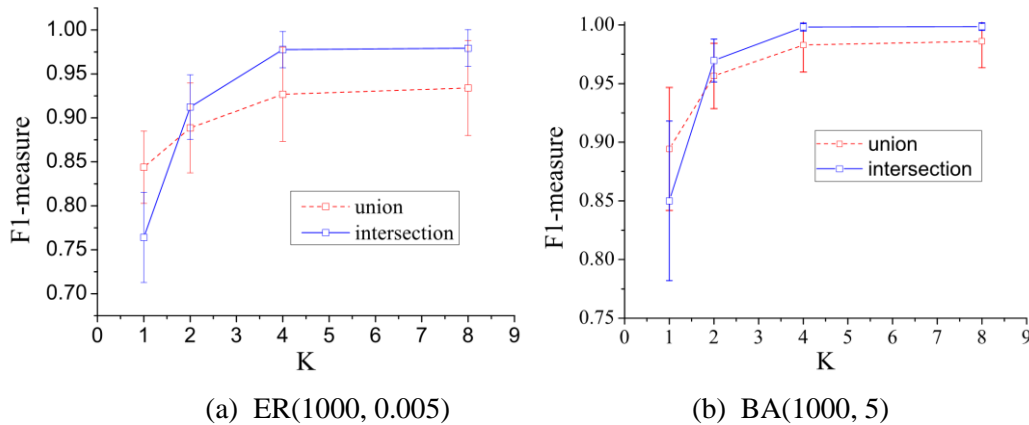 1.00
0.95
0.90
0.85
0.80
0.75
0.70
F1-measure
union
intersection
0 1 2 3 4 5 6 7 8 9
K
(a) ER(1000, 0.005)
1.00
0.95
0.90
0.85
0.80
0.75
F1-measure
union
intersection
0 1 2 3 4 5 6 7 8 9
K
(b) BA(1000, 5)